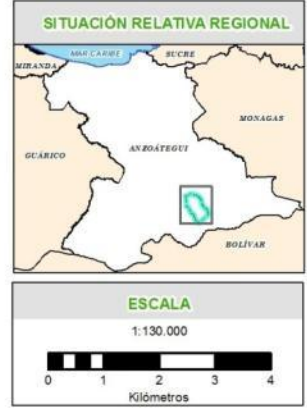 SITUACIÓN RELATIVA REGIONAL
MAR CARIBE
SUCRE
MIRANDA
MONAGAS
ANZOÁTEGUI
GUÁRICO
BOLÍVAR
ESCALA
1:130.000
0 1 2 3 4
Kilómetros